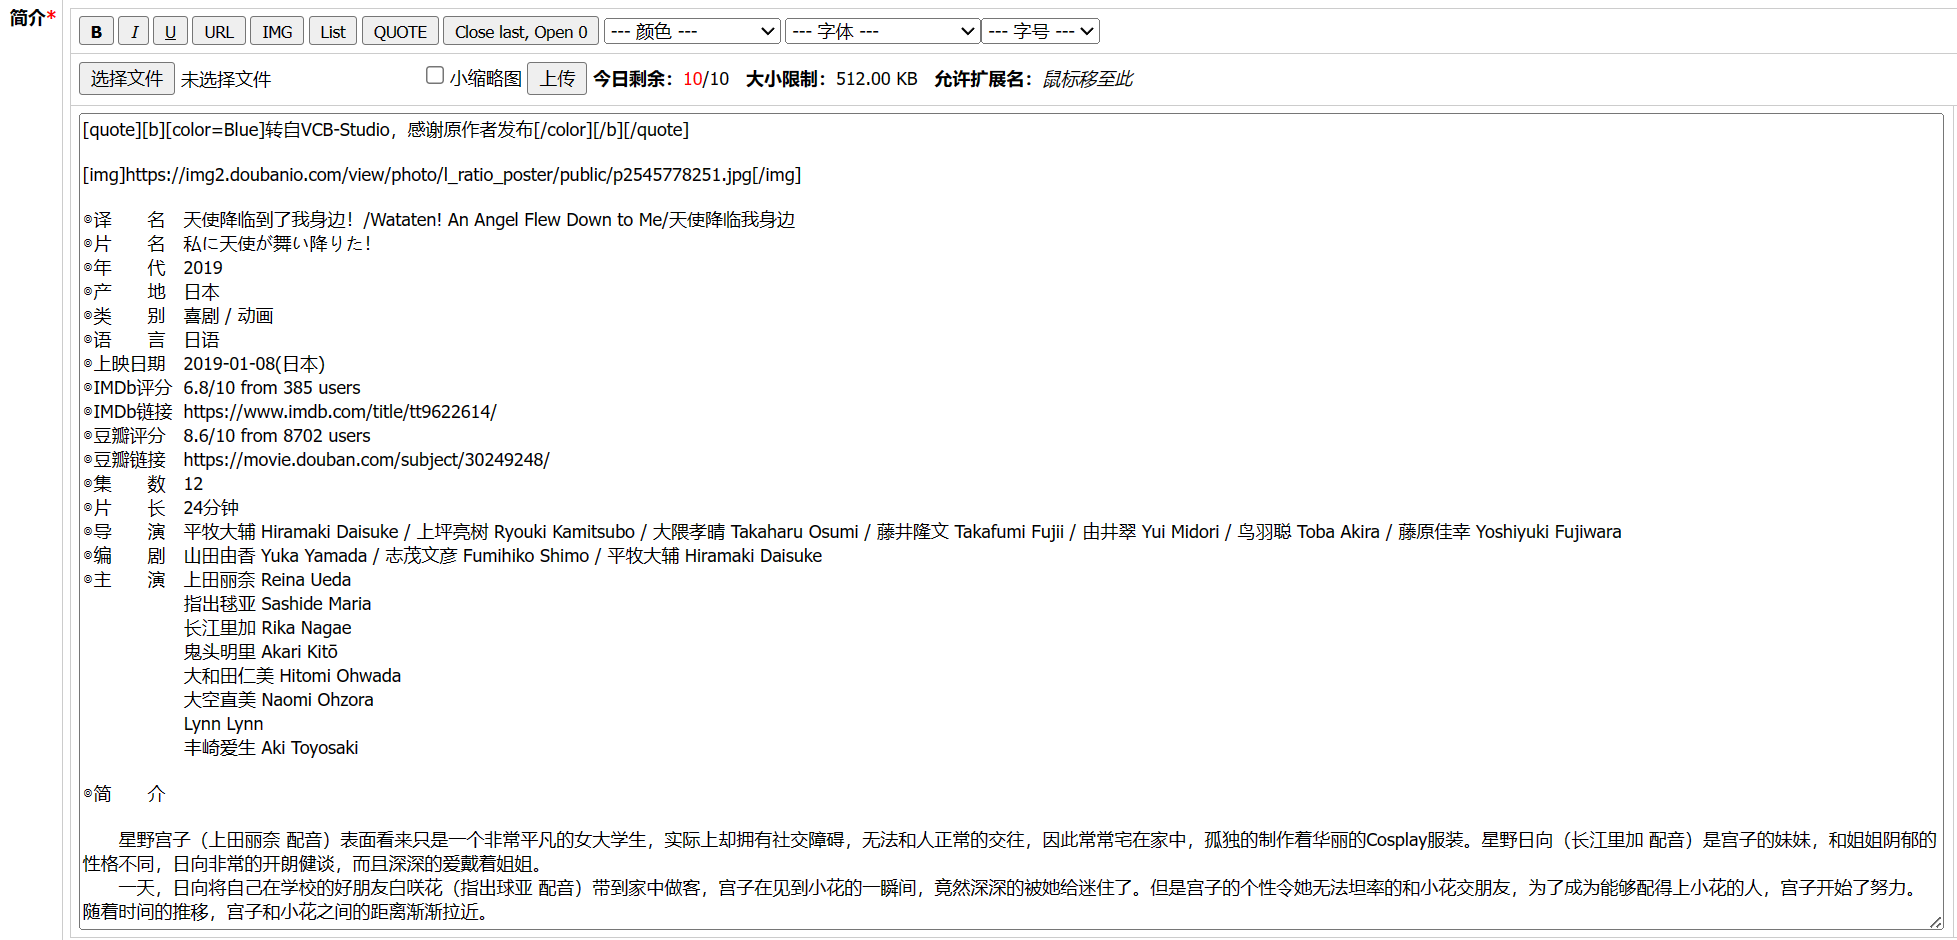 简介*
B I U URL IMG List QUOTE Close last, Open 0 --- 颜色 --- --- 字体 --- --- 字号 ---
选择文件 未选择文件 小缩略图 上传 今日剩余：10/10 大小限制：512.00 KB 允许扩展名：鼠标移至此
[quote][b][color=Blue]转自VCB-Studio，感谢原作者发布[/color][/b][/quote]
[img]https://img2.doubanio.com/view/photo/l_ratio_poster/public/p2545778251.jpg[/img]
◎译　　名　天使降临到了我身边！/Wataten! An Angel Flew Down to Me/天使降临我身边
◎片　　名　私に天使が舞い降りた！
◎年　　代　2019
◎产　　地　日本
◎类　　别　喜剧 / 动画
◎语　　言　日语
◎上映日期　2019-01-08(日本)
◎IMDb评分  6.8/10 from 385 users
◎IMDb链接  https://www.imdb.com/title/tt9622614/
◎豆瓣评分　8.6/10 from 8702 users
◎豆瓣链接　https://movie.douban.com/subject/30249248/
◎集　　数　12
◎片　　长　24分钟
◎导　　演　平牧大辅 Hiramaki Daisuke / 上坪亮树 Ryouki Kamitsubo / 大隈孝晴 Takaharu Osumi / 藤井隆文 Takafumi Fujii / 由井翠 Yui Midori / 鸟羽聪 Toba Akira / 藤原佳幸 Yoshiyuki Fujiwara
◎编　　剧　山田由香 Yuka Yamada / 志茂文彦 Fumihiko Shimo / 平牧大辅 Hiramaki Daisuke
◎主　　演　上田丽奈 Reina Ueda
指出毬亚 Sashide Maria
长江里加 Rika Nagae
鬼头明里 Akari Kitō
大和田仁美 Hitomi Ohwada
大空直美 Naomi Ohzora
Lynn Lynn
丰崎爱生 Aki Toyosaki
◎简　　介
星野宫子（上田丽奈 配音）表面看来只是一个非常平凡的女大学生，实际上却拥有社交障碍，无法和人正常的交往，因此常常宅在家中，孤独的制作着华丽的Cosplay服装。星野日向（长江里加 配音）是宫子的妹妹，和姐姐阴郁的
性格不同，日向非常的开朗健谈，而且深深的爱戴着姐姐。
一天，日向将自己在学校的好朋友白咲花（指出球亚 配音）带到家中做客，宫子在见到小花的一瞬间，竟然深深的被她给迷住了。但是宫子的个性令她无法坦率的和小花交朋友，为了成为能够配得上小花的人，宫子开始了努力。
随着时间的推移，宫子和小花之间的距离渐渐拉近。